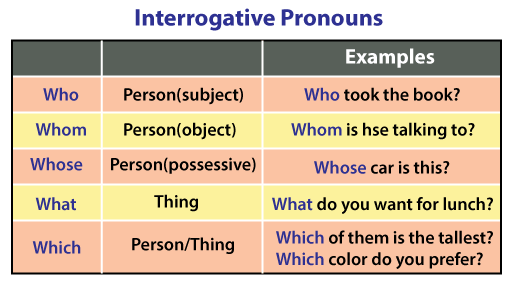 Interrogative Pronouns
Examples
Who Person(subject) Who took the book?
Whom Person(object) Whom is hse talking to?
Whose Person(possessive) Whose car is this?
What Thing What do you want for lunch?
Which Person/Thing Which of them is the tallest?
Which color do you prefer?